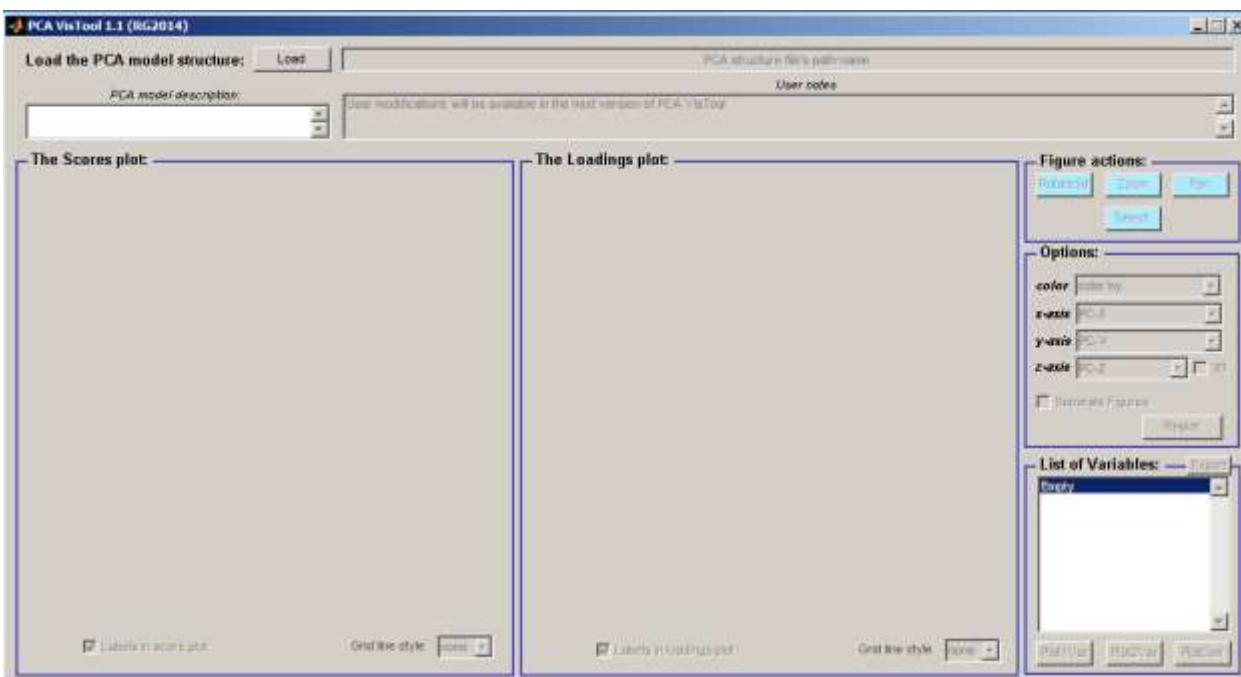 PCA VisTool 1.1 (RG2014)
Load the PCA model structure: Load PCA structure file's path name
PCA model description: User notes
User modifications will be available in the next version of PCA VisTool
The Scores plot: The Loadings plot: Figure actions:
Rotate3d Zoom Pan
Select
Options:
color color by
x-axis PC-X
y-axis PC-Y
z-axis PC-Z
Separate Figures
Replot
List of Variables: Export
Empty
Labels in score plot Grid line style none Labels in loadings plot Grid line style none
Plot1Var Plot2Var